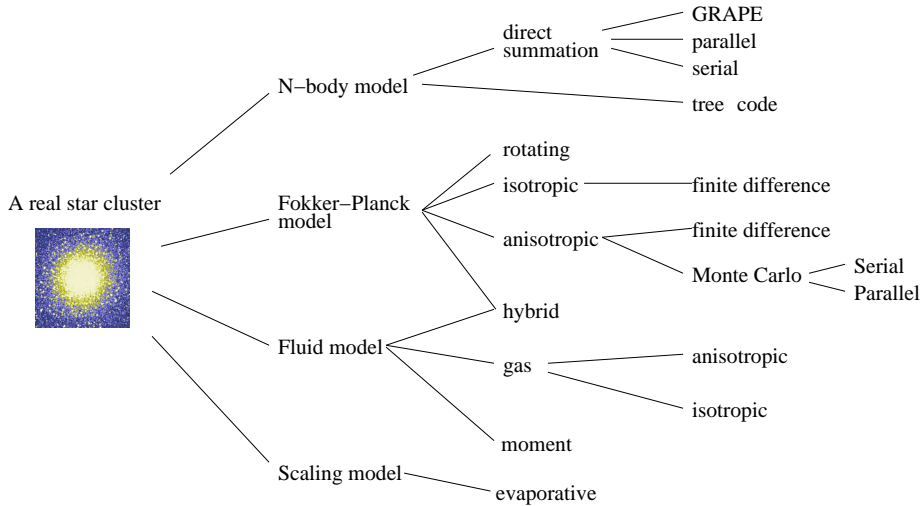 A real star cluster
N−body model
direct
summation
GRAPE
parallel
serial
tree code
Fokker−Planck
model
rotating
isotropic
finite difference
anisotropic
finite difference
Monte Carlo
Serial
Parallel
hybrid
Fluid model
gas
anisotropic
isotropic
moment
Scaling model
evaporative